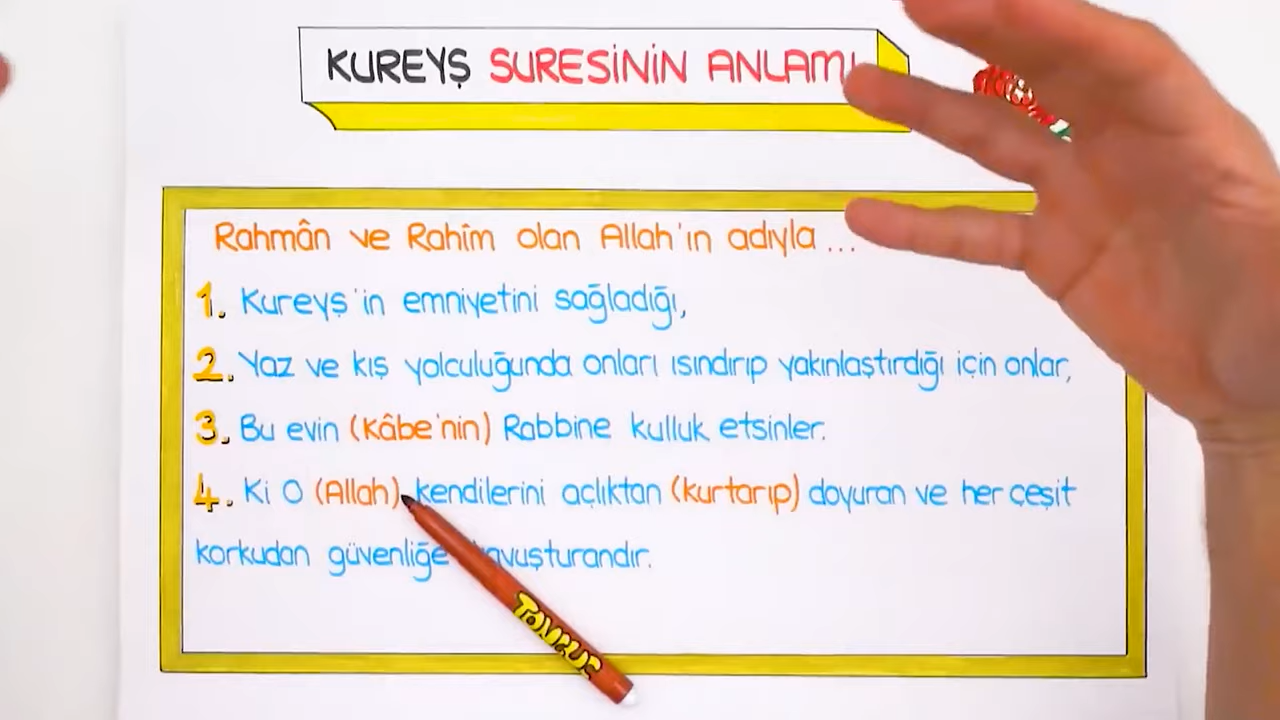 KUREYŞ SURESİNİN ANLAMI
Rahmân ve Rahîm olan Allah'ın adıyla ...
1. Kureyş'in emniyetini sağladığı,
2. Yaz ve kış yolculuğunda onları ısındırıp yakınlaştırdığı için onlar,
3. Bu evin (Kâbe'nin) Rabbine kulluk etsinler.
4. Ki O (Allah) kendilerini açlıktan (kurtarıp) doyuran ve her çeşit
korkudan güvenliğe kavuşturandır.